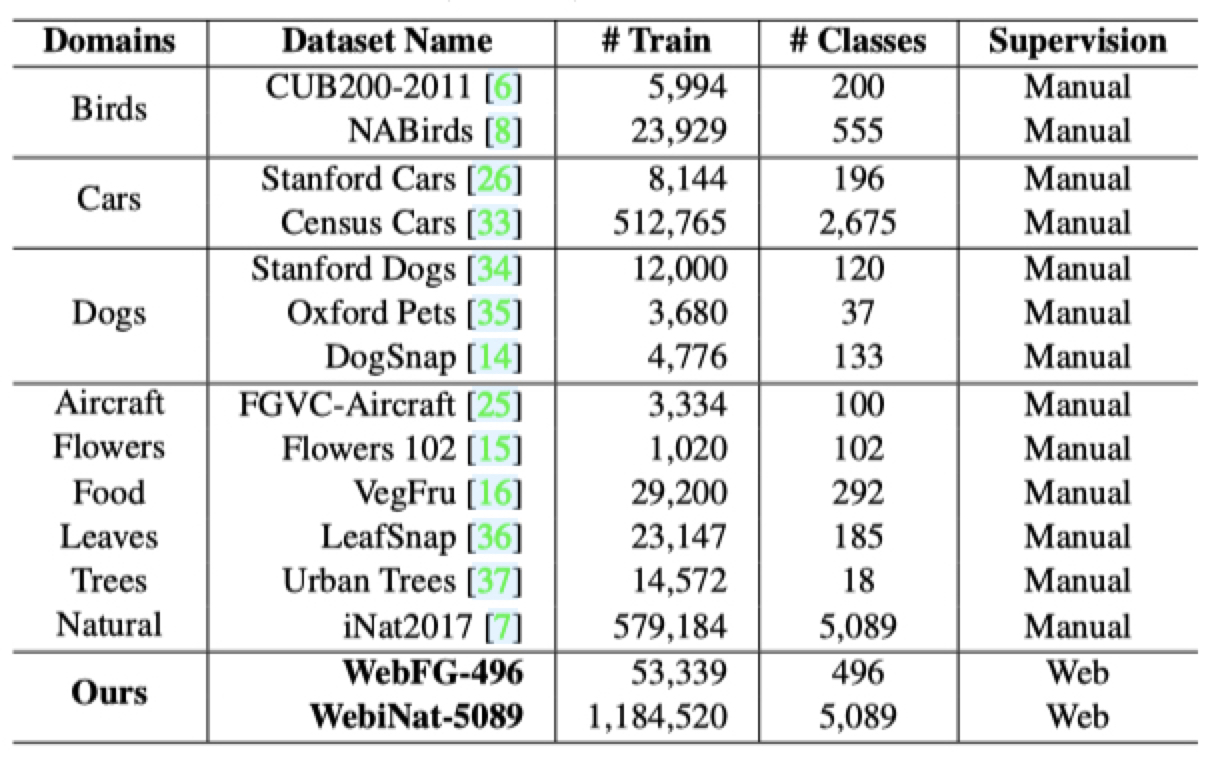 Domains Dataset Name # Train # Classes Supervision
Birds CUB200-2011 [6] 5,994 200 Manual
NABirds [8] 23,929 555 Manual
Cars Stanford Cars [26] 8,144 196 Manual
Census Cars [33] 512,765 2,675 Manual
Dogs Stanford Dogs [34] 12,000 120 Manual
Oxford Pets [35] 3,680 37 Manual
DogSnap [14] 4,776 133 Manual
Aircraft FGVC-Aircraft [25] 3,334 100 Manual
Flowers Flowers 102 [15] 1,020 102 Manual
Food VegFru [16] 29,200 292 Manual
Leaves LeafSnap [36] 23,147 185 Manual
Trees Urban Trees [37] 14,572 18 Manual
Natural iNat2017 [7] 579,184 5,089 Manual
Ours WebFG-496 53,339 496 Web
WebiNat-5089 1,184,520 5,089 Web